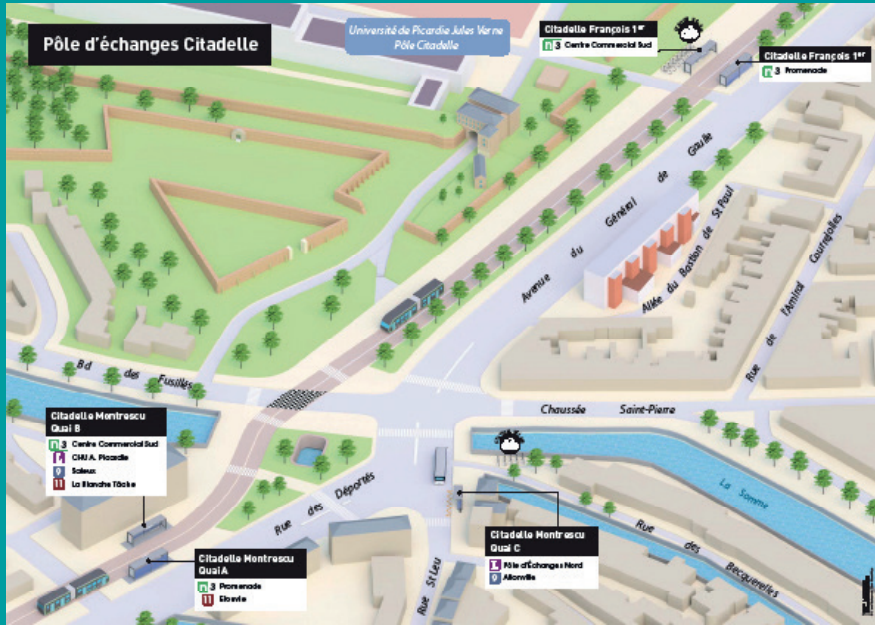 Pôle d'échanges Citadelle
Université de Picardie Jules Verne
Pôle Citadelle
Citadelle François 1er
n 3 Centre Commercial Sud
Citadelle François 1er
n 3 Promenade
Avenue du Général de Gaulle
Allée du Bastion de St Paul
Rue de l'Amiral Courrejolles
Bd des Fusillés
Chaussée Saint-Pierre
Citadelle Montrescu
Quai B
n 3 Centre Commercial Sud
L CHU A. Picardie
9 Saleux
11 La Blanche Tâche
La Somme
Rue des Déportés
Citadelle Montrescu
Quai A
n 3 Promenade
11 Etouvie
Citadelle Montrescu
Quai C
L Pôle d'Échanges Nord
9 Allonville
Rue St Leu
Rue des Becquerelles